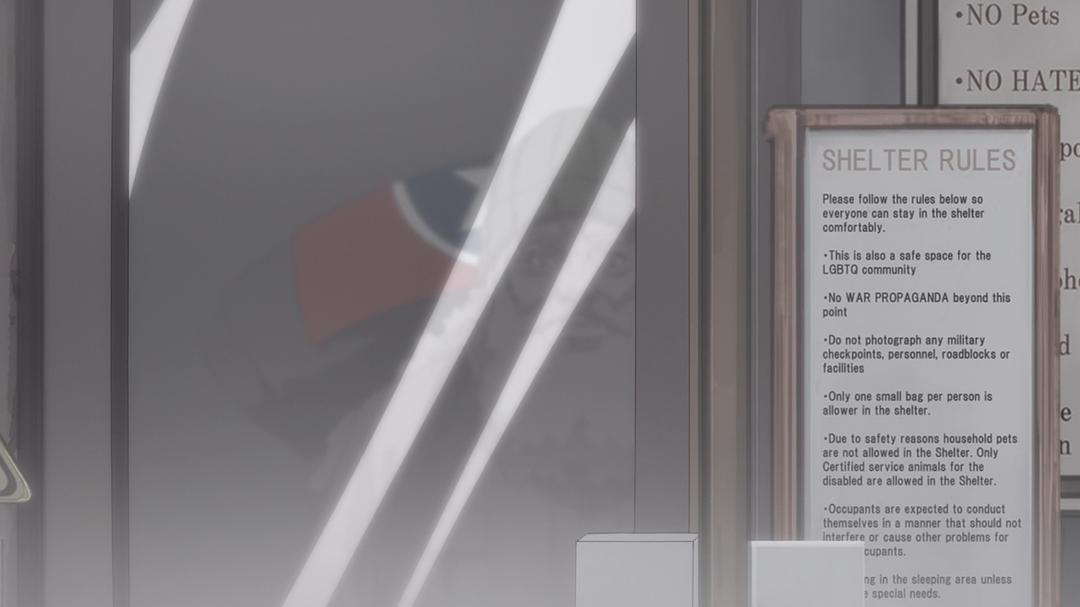 •NO Pets
•NO HATE
SHELTER RULES
Please follow the rules below so
everyone can stay in the shelter
comfortably.
•This is also a safe space for the
LGBTQ community
•No WAR PROPAGANDA beyond this
point
•Do not photograph any military
checkpoints, personnel, roadblocks or
facilities
•Only one small bag per person is
allower in the shelter.
•Due to safety reasons household pets
are not allowed in the Shelter. Only
Certified service animals for the
disabled are allowed in the Shelter.
•Occupants are expected to conduct
themselves in a manner that should not
interfere or cause other problems for
in the sleeping area unless
special needs.